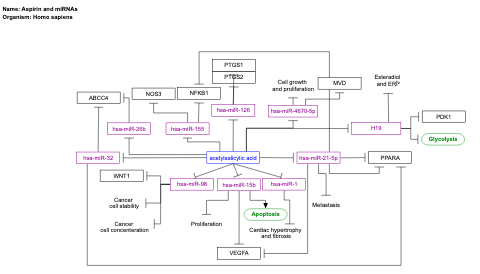 Name: Aspirin and miRNAs
Organism: Homo sapiens
PTGS1
PTGS2
Cell growth
and proliferation
MVD
Estradiol
and ERβ
ABCC4
NOS3
NFKB1
hsa-miR-126
hsa-miR-4670-5p
PDK1
hsa-miR-26b
hsa-miR-155
H19
Glycolysis
hsa-miR-32
acetylsalicylic acid
hsa-miR-21-5p
PPARA
WNT1
hsa-miR-98
hsa-miR-15b
hsa-miR-1
Cancer
cell stability
Metastasis
Apoptosis
Cancer
cell concenteration
Proliferation
Cardiac hypertrophy
and fibrosis
VEGFA